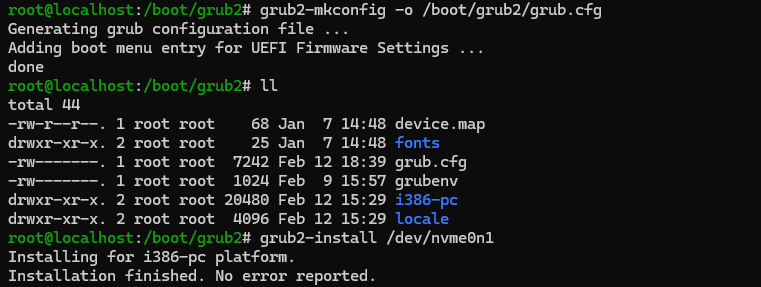 root@localhost:/boot/grub2# grub2-mkconfig -o /boot/grub2/grub.cfg
Generating grub configuration file ...
Adding boot menu entry for UEFI Firmware Settings ...
done
root@localhost:/boot/grub2# ll
total 44
-rw-r--r--. 1 root root    68 Jan  7 14:48 device.map
drwxr-xr-x. 2 root root    25 Jan  7 14:48 fonts
-rw-------. 1 root root  7242 Feb 12 18:39 grub.cfg
-rw-------. 1 root root  1024 Feb  9 15:57 grubenv
drwxr-xr-x. 2 root root 20480 Feb 12 15:29 i386-pc
drwxr-xr-x. 2 root root  4096 Feb 12 15:29 locale
root@localhost:/boot/grub2# grub2-install /dev/nvme0n1
Installing for i386-pc platform.
Installation finished. No error reported.